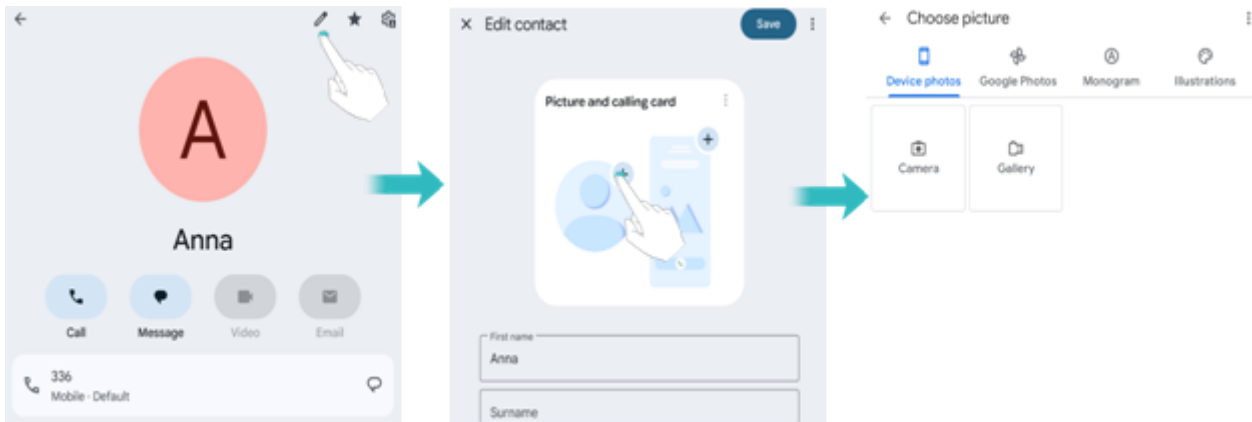 A
Anna
Call Message Video Email
336
Mobile · Default
Edit contact
Save
Picture and calling card
First name
Anna
Surname
Choose picture
Device photos Google Photos Monogram Illustrations
Camera Gallery